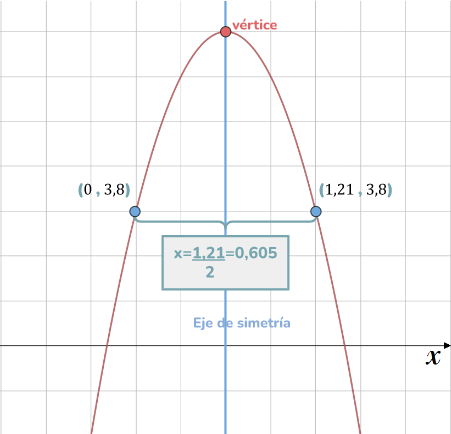 vértice
(0 , 3,8)
(1,21 , 3,8)
x=1,21=0,605
2
Eje de simetría
x